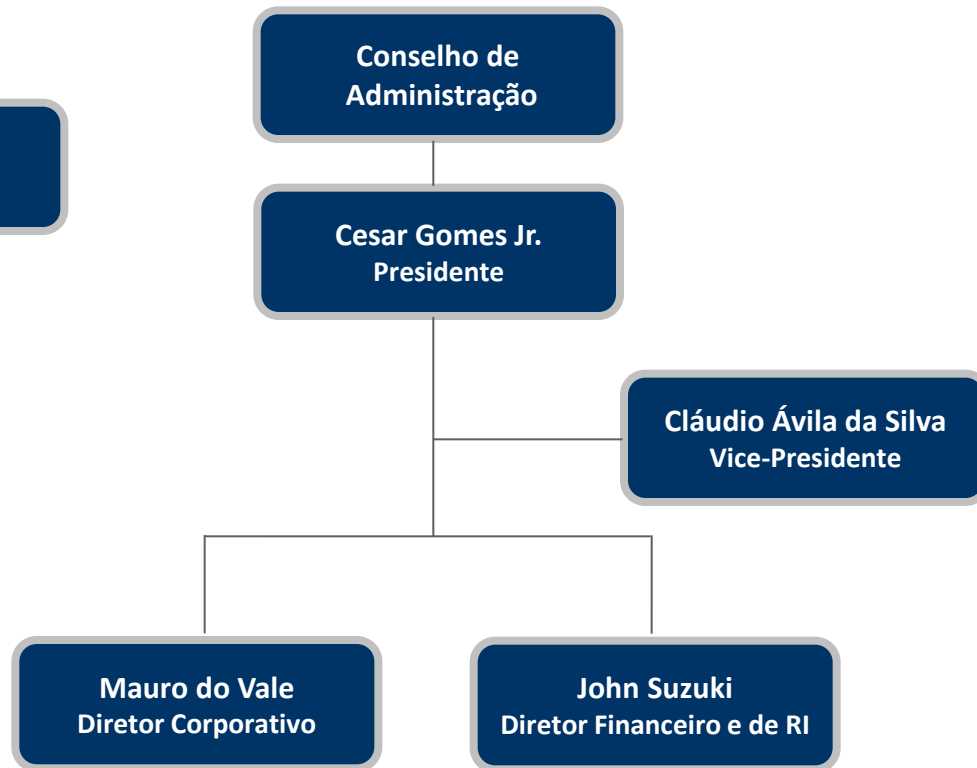 Conselho de
Administração
Cesar Gomes Jr.
Presidente
Cláudio Ávila da Silva
Vice-Presidente
Mauro do Vale
Diretor Corporativo
John Suzuki
Diretor Financeiro e de RI